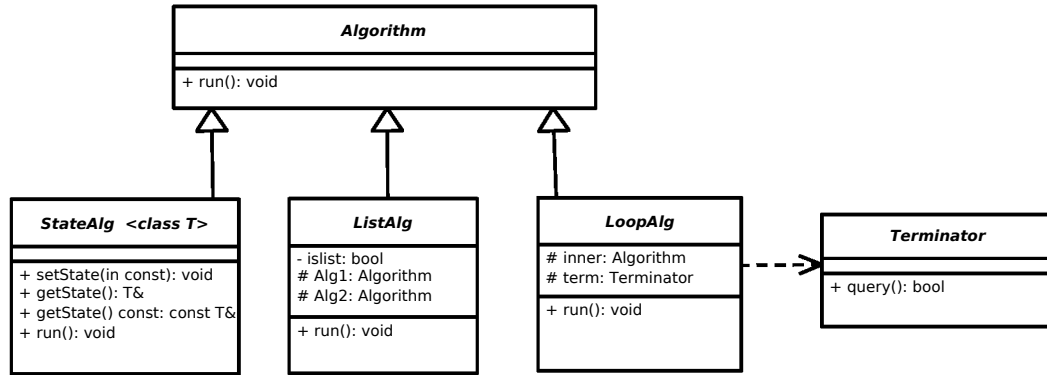 Algorithm
+ run(): void
StateAlg <class T>
+ setState(in const): void
+ getState(): T&
+ getState() const: const T&
+ run(): void
ListAlg
- islist: bool
# Alg1: Algorithm
# Alg2: Algorithm
+ run(): void
LoopAlg
# inner: Algorithm
# term: Terminator
+ run(): void
Terminator
+ query(): bool